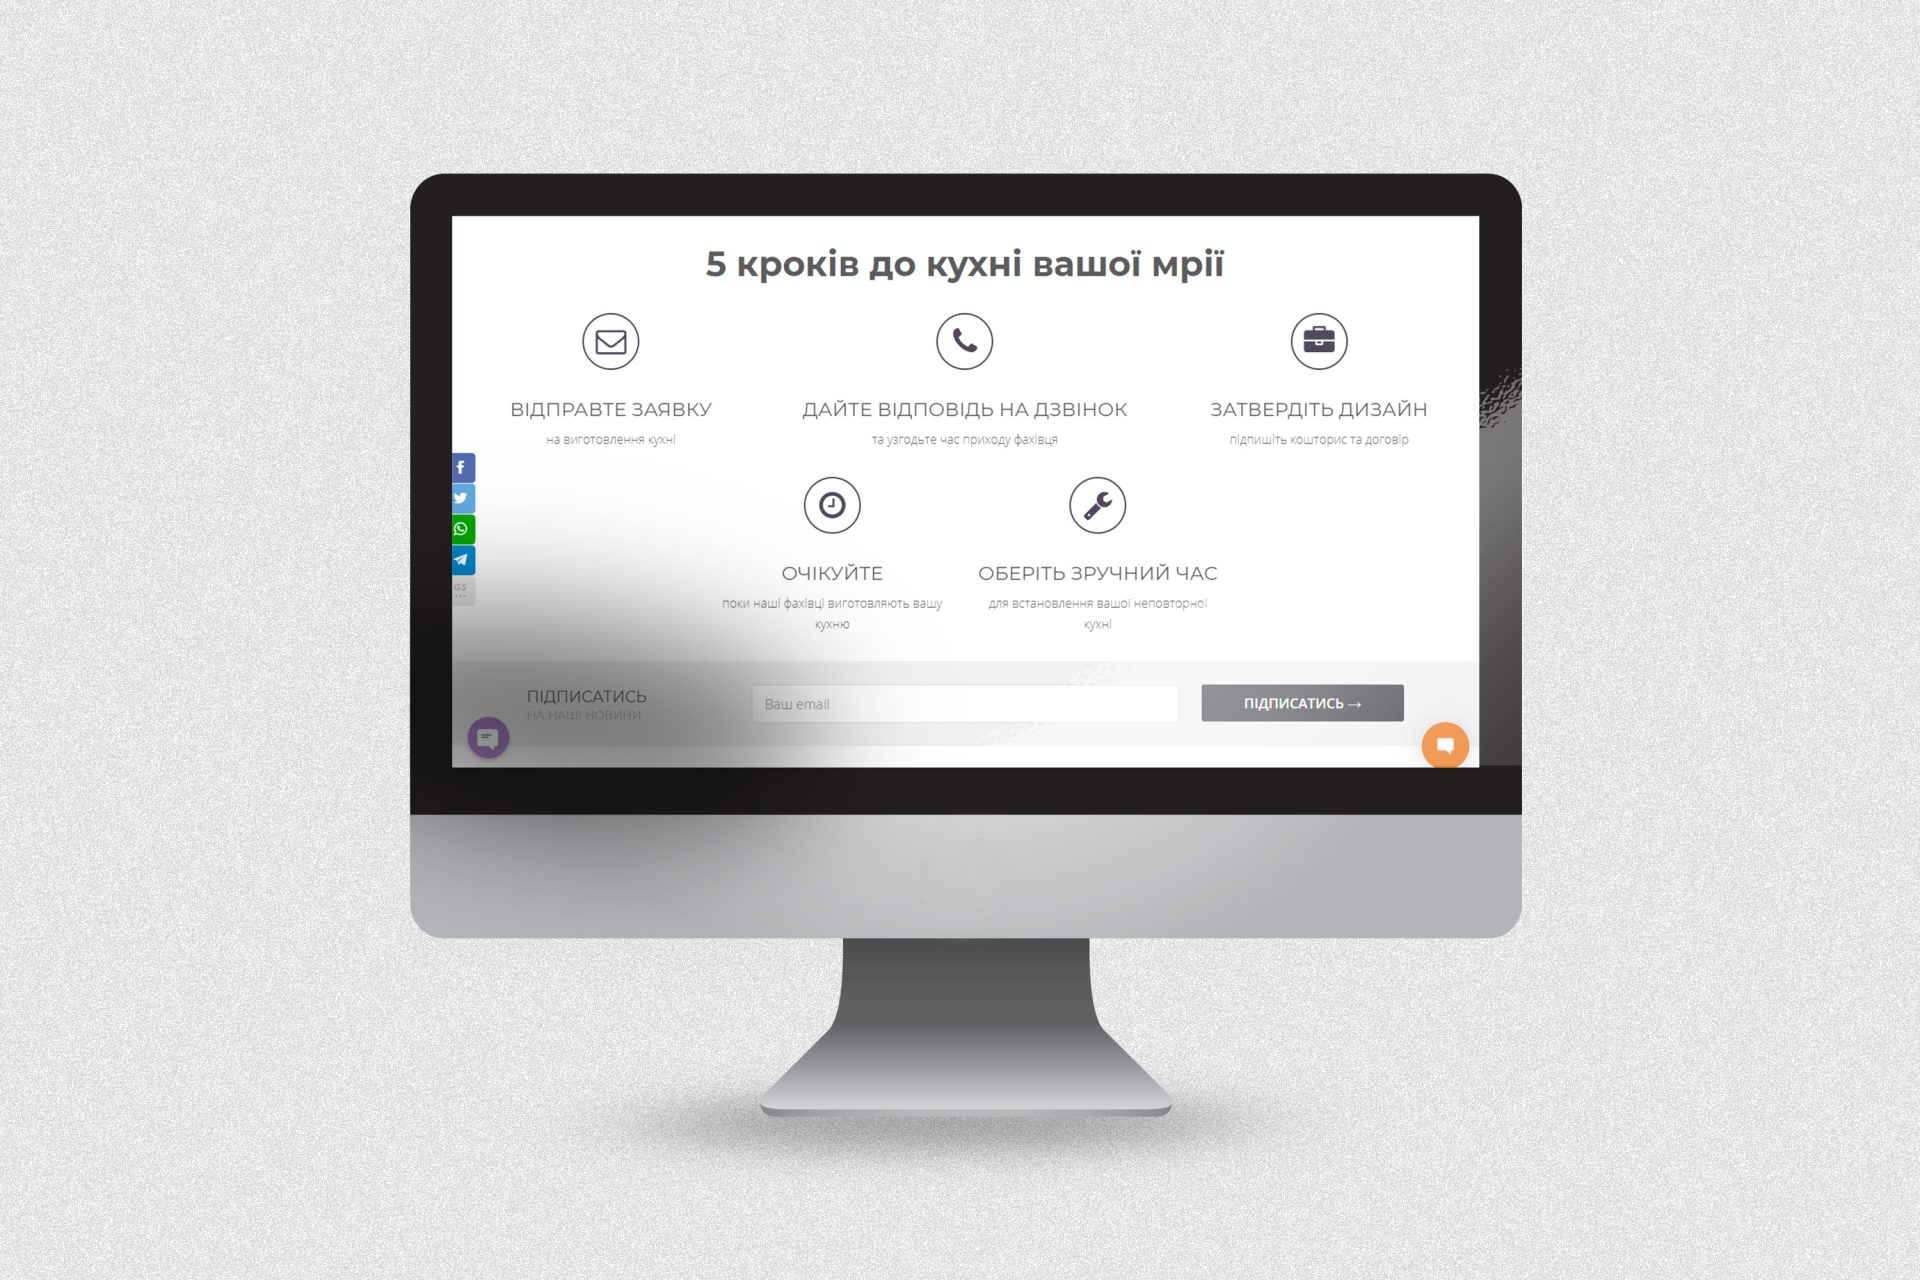 5 кроків до кухні вашої мрії
ВІДПРАВТЕ ЗАЯВКУ
на виготовлення кухні
ДАЙТЕ ВІДПОВІДЬ НА ДЗВІНОК
та узгодьте час приходу фахівця
ЗАТВЕРДІТЬ ДИЗАЙН
підпишіть кошторис та договір
ОЧІКУЙТЕ
поки наші фахівці виготовляють вашу
кухню
ОБЕРІТЬ ЗРУЧНИЙ ЧАС
для встановлення вашої неповторної
кухні
GS
ПІДПИСАТИСЬ
НА НАШІ НОВИНИ
Ваш email
ПІДПИСАТИСЬ →